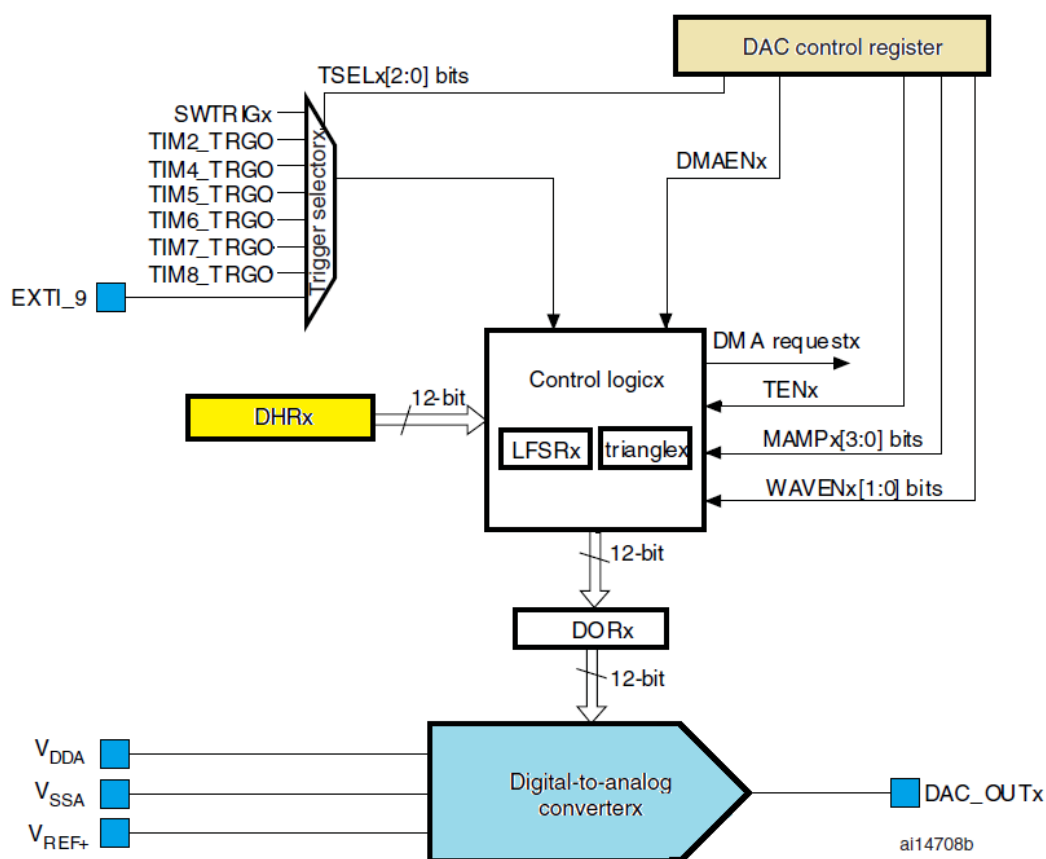 DAC control register
TSELx[2:0] bits
SWTRIGx
TIM2_TRGO
TIM4_TRGO
TIM5_TRGO
TIM6_TRGO
TIM7_TRGO
TIM8_TRGO
EXTI_9
Trigger selectorx
DMAENx
DMA requestx
TENx
MAMPx[3:0] bits
WAVENx[1:0] bits
Control logicx
LFSRx
trianglex
DHRx
12-bit
12-bit
DORx
12-bit
VDDA
VSSA
VREF+
Digital-to-analog
converterx
DAC_OUTx
ai14708b